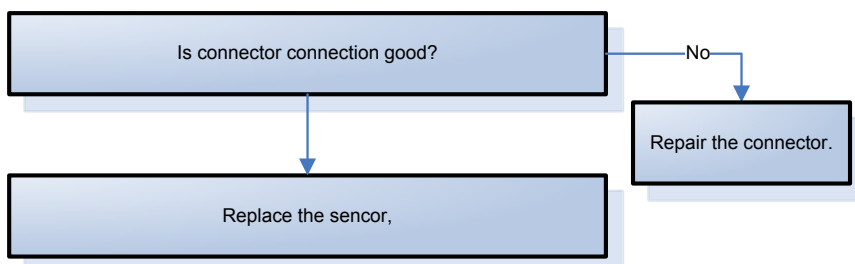 Is connector connection good?
No
Repair the connector.
Replace the sencor,